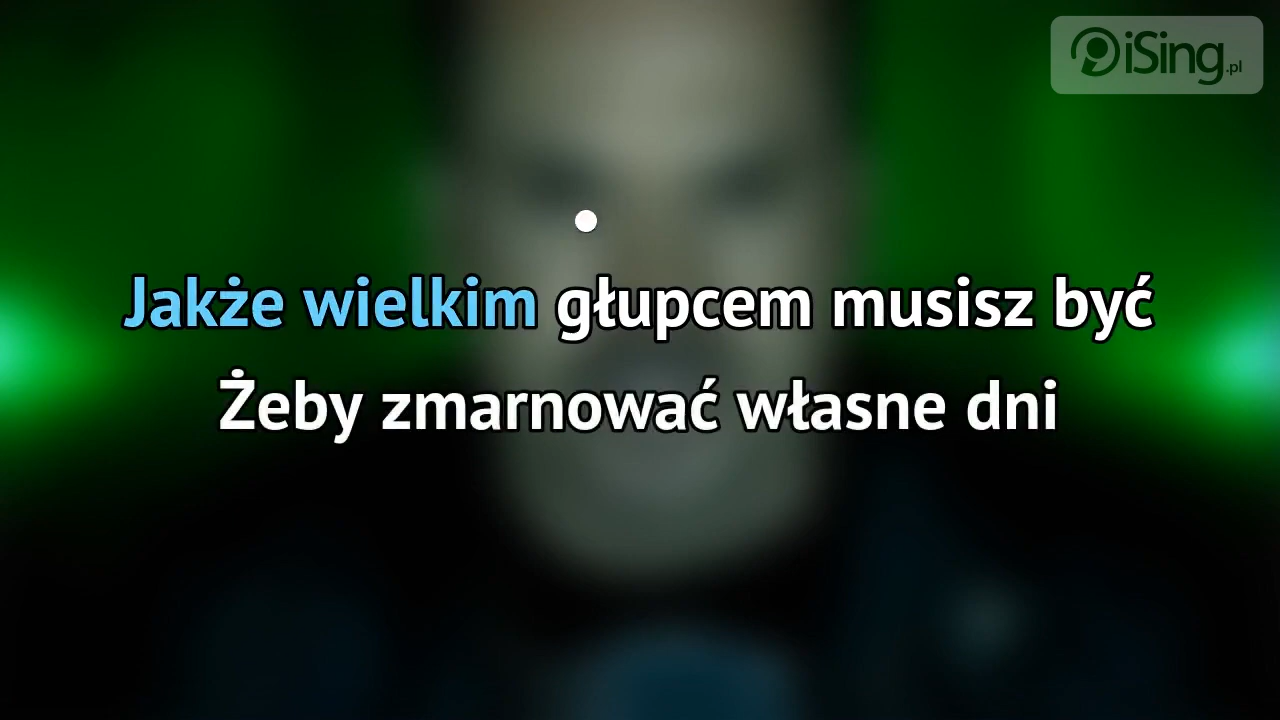 iSing.pl
Jakże wielkim głupcem musisz być
Żeby zmarnować własne dni